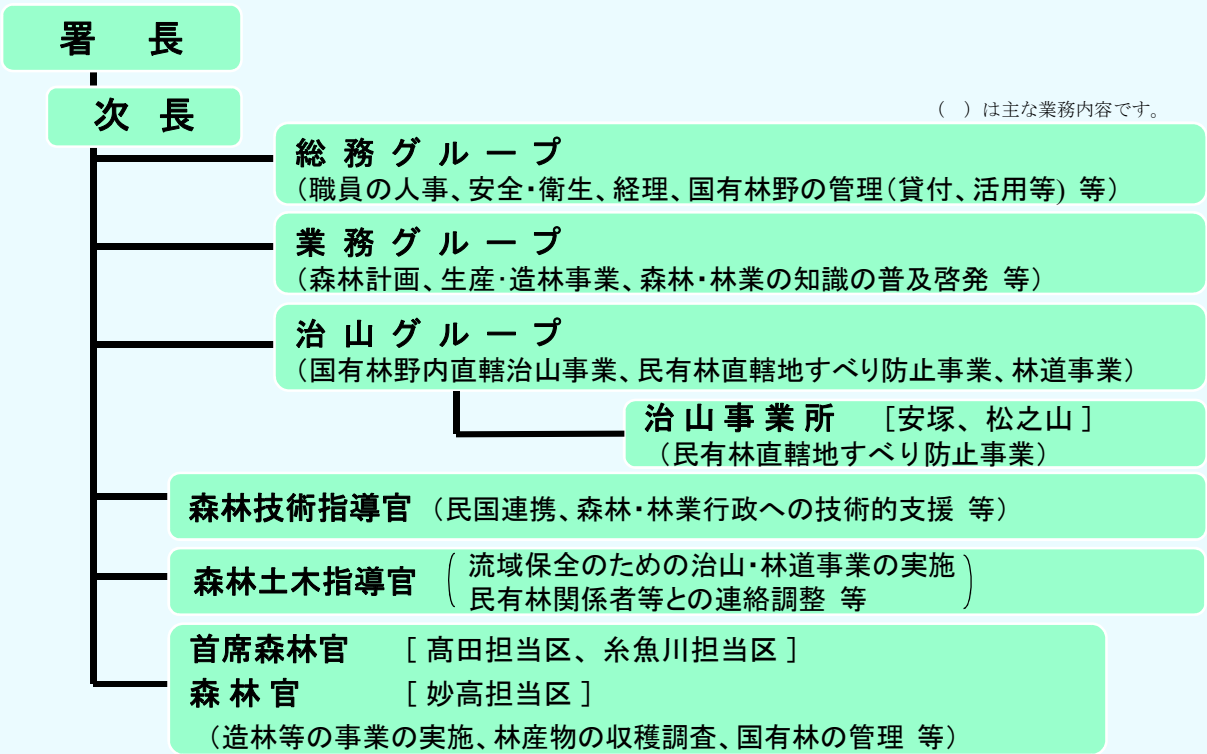 署 長
次 長
( )は主な業務内容です。
総 務 グ ル ー プ
(職員の人事、安全・衛生、経理、国有林野の管理(貸付、活用等) 等)
業 務 グ ル ー プ
(森林計画、生産・造林事業、森林・林業の知識の普及啓発 等)
治 山 グ ル ー プ
(国有林野内直轄治山事業、民有林直轄地すべり防止事業、林道事業)
治 山 事 業 所 [安塚、松之山]
(民有林直轄地すべり防止事業)
森林技術指導官 (民国連携、森林・林業行政への技術的支援 等)
森林土木指導官 (流域保全のための治山・林道事業の実施
民有林関係者等との連絡調整 等)
首席森林官 [髙田担当区、糸魚川担当区]
森 林 官 [妙高担当区]
(造林等の事業の実施、林産物の収穫調査、国有林の管理 等)